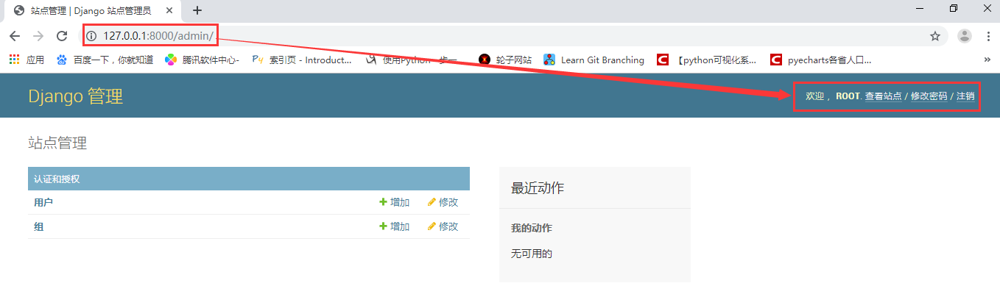 站点管理 | Django 站点管理员
127.0.0.1:8000/admin/
应用 百度一下，你就知道 腾讯软件中心- 索引页 - Introduct... 使用Python 步一 轮子网站 Learn Git Branching 【python可视化系... pyecharts各省人口...
Django 管理
欢迎， ROOT. 查看站点 / 修改密码 / 注销
站点管理
认证和授权
用户 增加 修改
组 增加 修改
最近动作
我的动作
无可用的